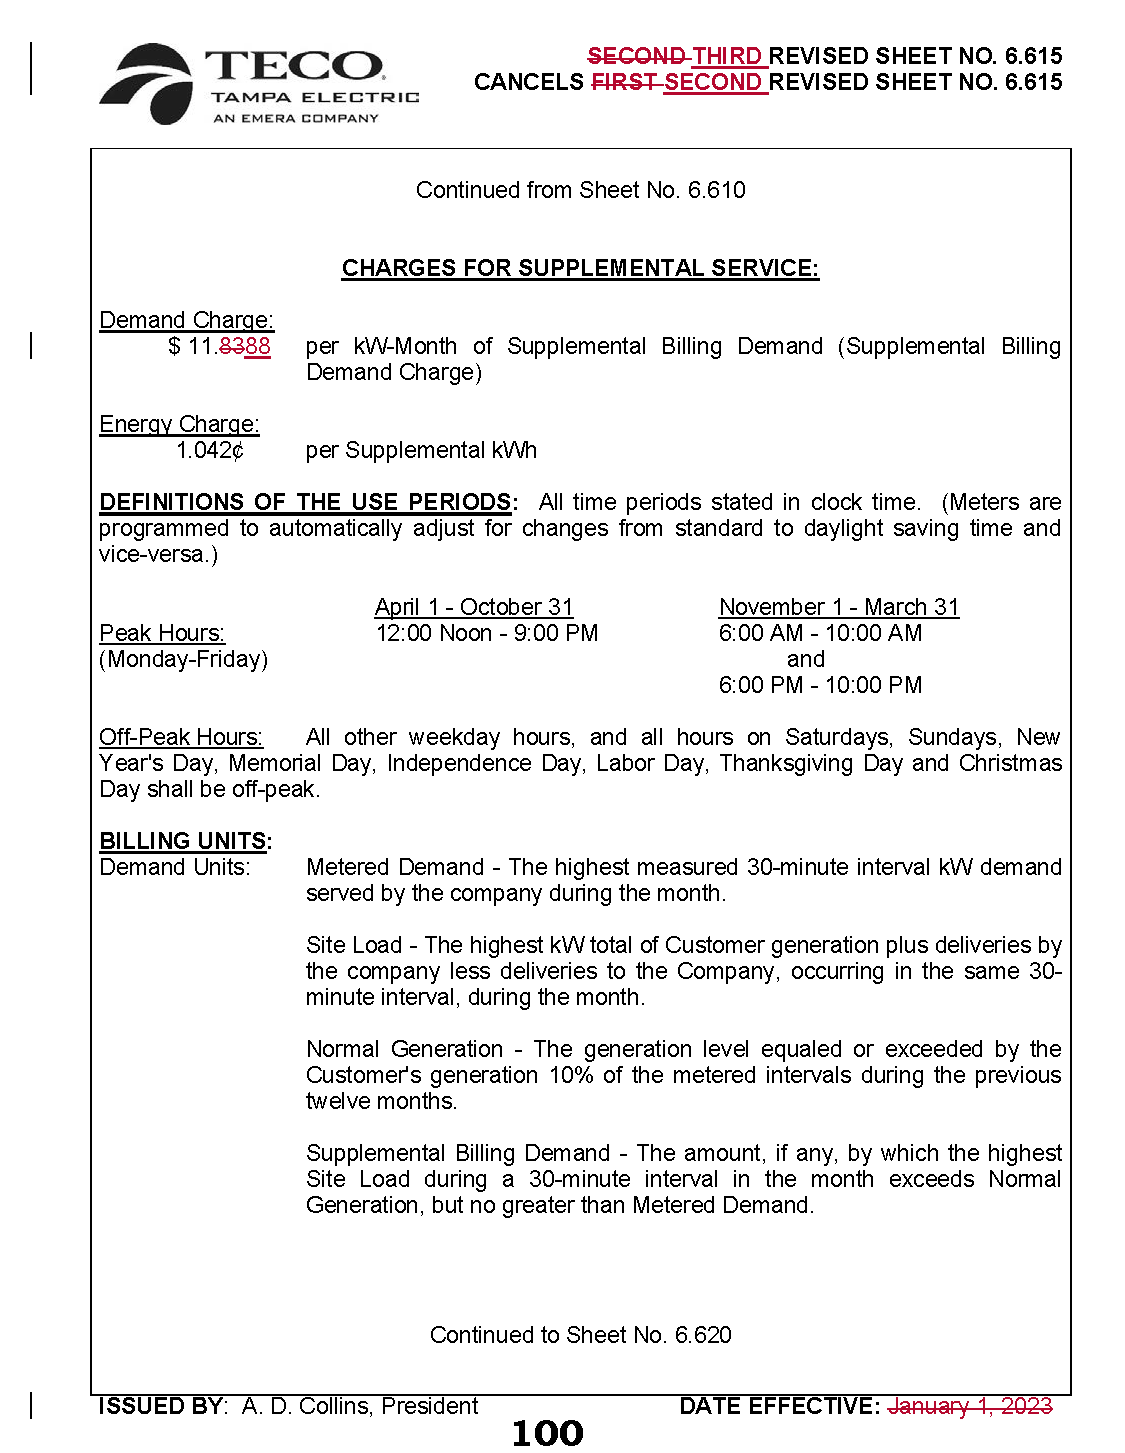 TECO
TAMPA ELECTRIC
AN EMERA COMPANY
SECOND THIRD REVISED SHEET NO. 6.615
CANCELS FIRST SECOND REVISED SHEET NO. 6.615
Continued from Sheet No. 6.610
CHARGES FOR SUPPLEMENTAL SERVICE:
Demand Charge:
$ 11.8388 per kW-Month of Supplemental Billing Demand (Supplemental Billing
Demand Charge)
Energy Charge:
1.042¢ per Supplemental kWh
DEFINITIONS OF THE USE PERIODS: All time periods stated in clock time. (Meters are
programmed to automatically adjust for changes from standard to daylight saving time and
vice-versa.)
April 1 - October 31 November 1 - March 31
Peak Hours: 12:00 Noon - 9:00 PM 6:00 AM - 10:00 AM
(Monday-Friday) and
6:00 PM - 10:00 PM
Off-Peak Hours: All other weekday hours, and all hours on Saturdays, Sundays, New
Year's Day, Memorial Day, Independence Day, Labor Day, Thanksgiving Day and Christmas
Day shall be off-peak.
BILLING UNITS:
Demand Units: Metered Demand - The highest measured 30-minute interval kW demand
served by the company during the month.
Site Load - The highest kW total of Customer generation plus deliveries by
the company less deliveries to the Company, occurring in the same 30-
minute interval, during the month.
Normal Generation - The generation level equaled or exceeded by the
Customer's generation 10% of the metered intervals during the previous
twelve months.
Supplemental Billing Demand - The amount, if any, by which the highest
Site Load during a 30-minute interval in the month exceeds Normal
Generation, but no greater than Metered Demand.
Continued to Sheet No. 6.620
ISSUED BY: A. D. Collins, President DATE EFFECTIVE: January 1, 2023
100